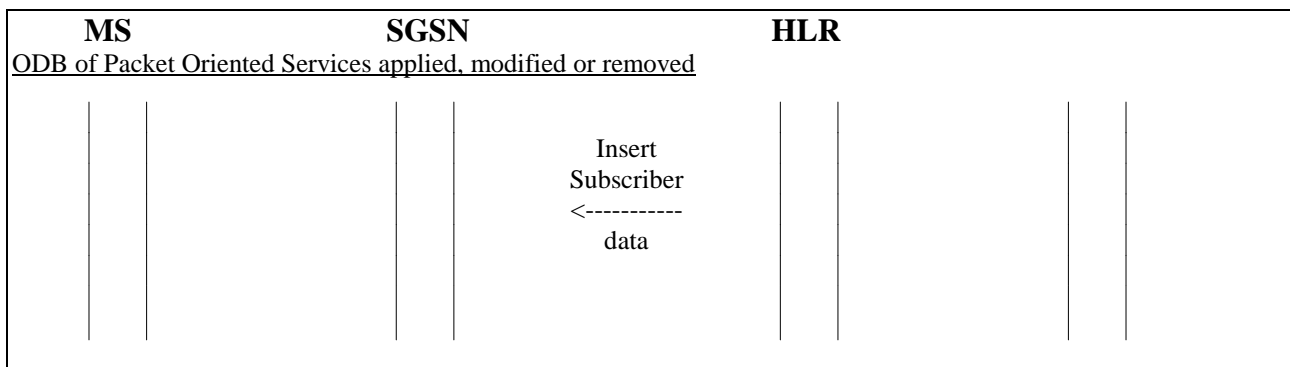 MS SGSN HLR
ODB of Packet Oriented Services applied, modified or removed
Insert
Subscriber
<-----------
data